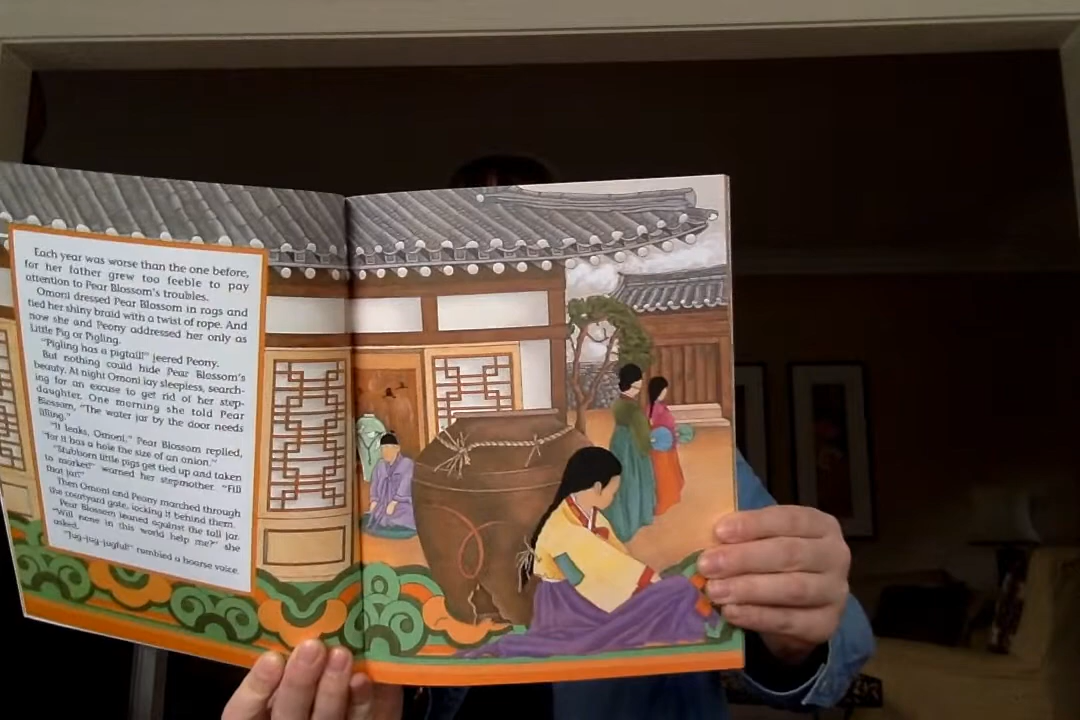 Each year was worse than the one before,
for her father grew too feeble to pay
attention to Pear Blossom's troubles.
Omoni dressed Pear Blossom in rags and
tied her shiny braid with a twist of rope. And
now she and Peony addressed her only as
Little Pig or Pigling.
"Pigling has a pigtail!" jeered Peony.
But nothing could hide Pear Blossom's
beauty. At night Omoni lay sleepless, search-
ing for an excuse to get rid of her step-
daughter. One morning she told Pear
Blossom, "The water jar by the door needs
filling."
"It leaks, Omoni," Pear Blossom replied,
"for it has a hole the size of an onion."
"Stubborn little pigs get tied up and taken
to market!" warned her stepmother. "Fill
that jar!"
Then Omoni and Peony marched through
the courtyard gate, locking it behind them.
Pear Blossom leaned against the tall jar.
"Will none in this world help me?" she
asked.
"Jug-jug-jugful!" rumbled a hoarse voice.